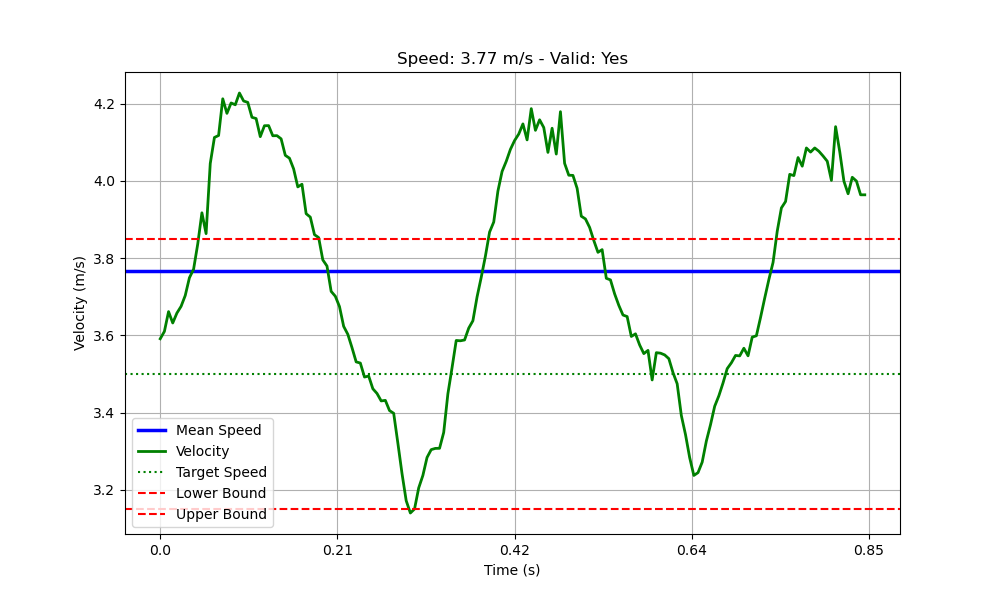 Speed: 3.77 m/s - Valid: Yes
Velocity (m/s)
4.2
4.0
3.8
3.6
3.4
3.2
Mean Speed
Velocity
Target Speed
Lower Bound
Upper Bound
0.0 0.21 0.42 0.64 0.85
Time (s)